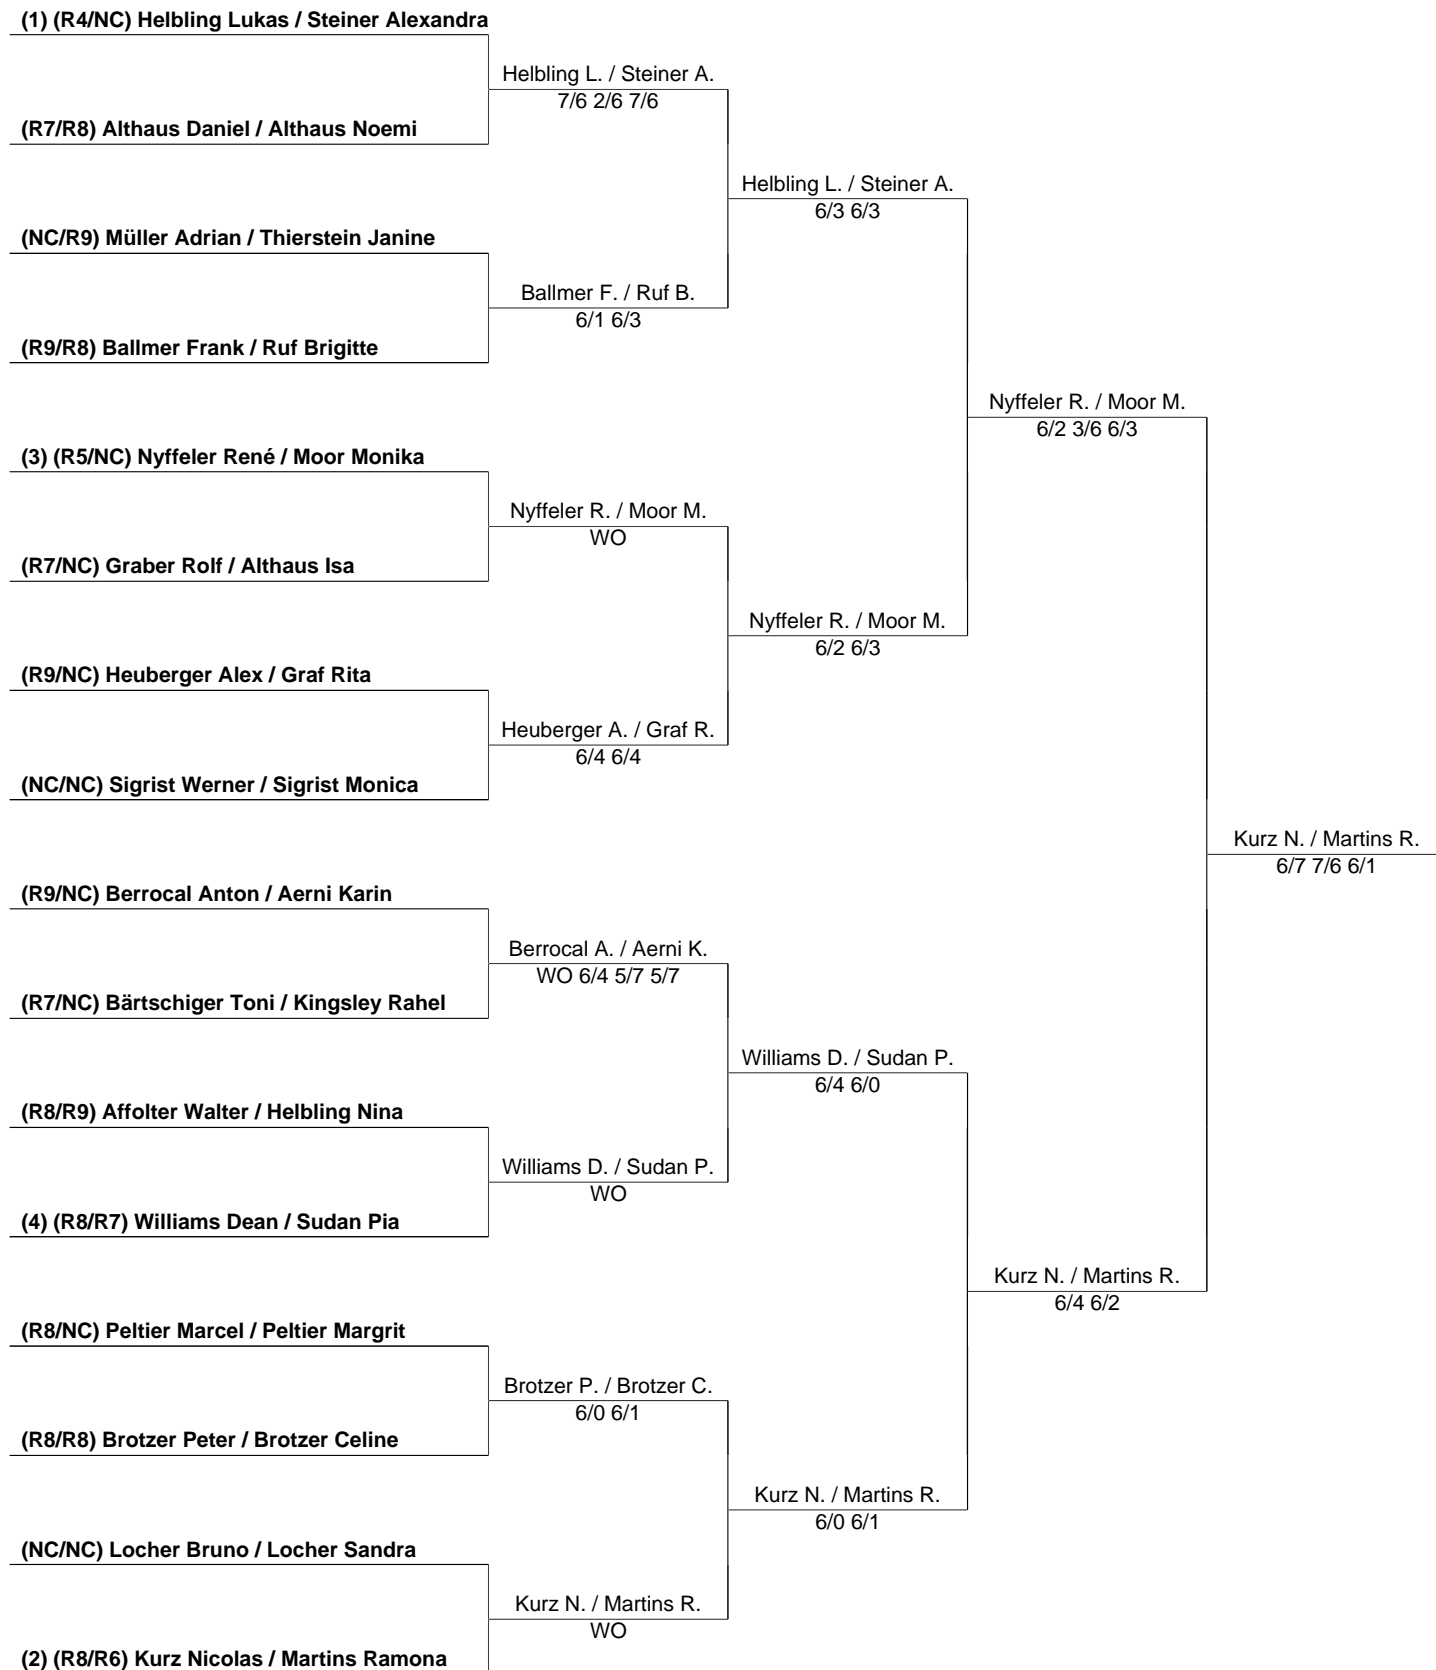 (1) (R4/NC) Helbling Lukas / Steiner Alexandra
Helbling L. / Steiner A.
7/6 2/6 7/6
(R7/R8) Althaus Daniel / Althaus Noemi
Helbling L. / Steiner A.
6/3 6/3
(NC/R9) Müller Adrian / Thierstein Janine
Ballmer F. / Ruf B.
6/1 6/3
(R9/R8) Ballmer Frank / Ruf Brigitte
Nyffeler R. / Moor M.
6/2 3/6 6/3
(3) (R5/NC) Nyffeler René / Moor Monika
Nyffeler R. / Moor M.
WO
(R7/NC) Graber Rolf / Althaus Isa
Nyffeler R. / Moor M.
6/2 6/3
(R9/NC) Heuberger Alex / Graf Rita
Heuberger A. / Graf R.
6/4 6/4
(NC/NC) Sigrist Werner / Sigrist Monica
Kurz N. / Martins R.
6/7 7/6 6/1
(R9/NC) Berrocal Anton / Aerni Karin
Berrocal A. / Aerni K.
WO 6/4 5/7 5/7
(R7/NC) Bärtschiger Toni / Kingsley Rahel
Williams D. / Sudan P.
6/4 6/0
(R8/R9) Affolter Walter / Helbling Nina
Williams D. / Sudan P.
WO
(4) (R8/R7) Williams Dean / Sudan Pia
Kurz N. / Martins R.
6/4 6/2
(R8/NC) Peltier Marcel / Peltier Margrit
Brotzer P. / Brotzer C.
6/0 6/1
(R8/R8) Brotzer Peter / Brotzer Celine
Kurz N. / Martins R.
6/0 6/1
(NC/NC) Locher Bruno / Locher Sandra
Kurz N. / Martins R.
WO
(2) (R8/R6) Kurz Nicolas / Martins Ramona